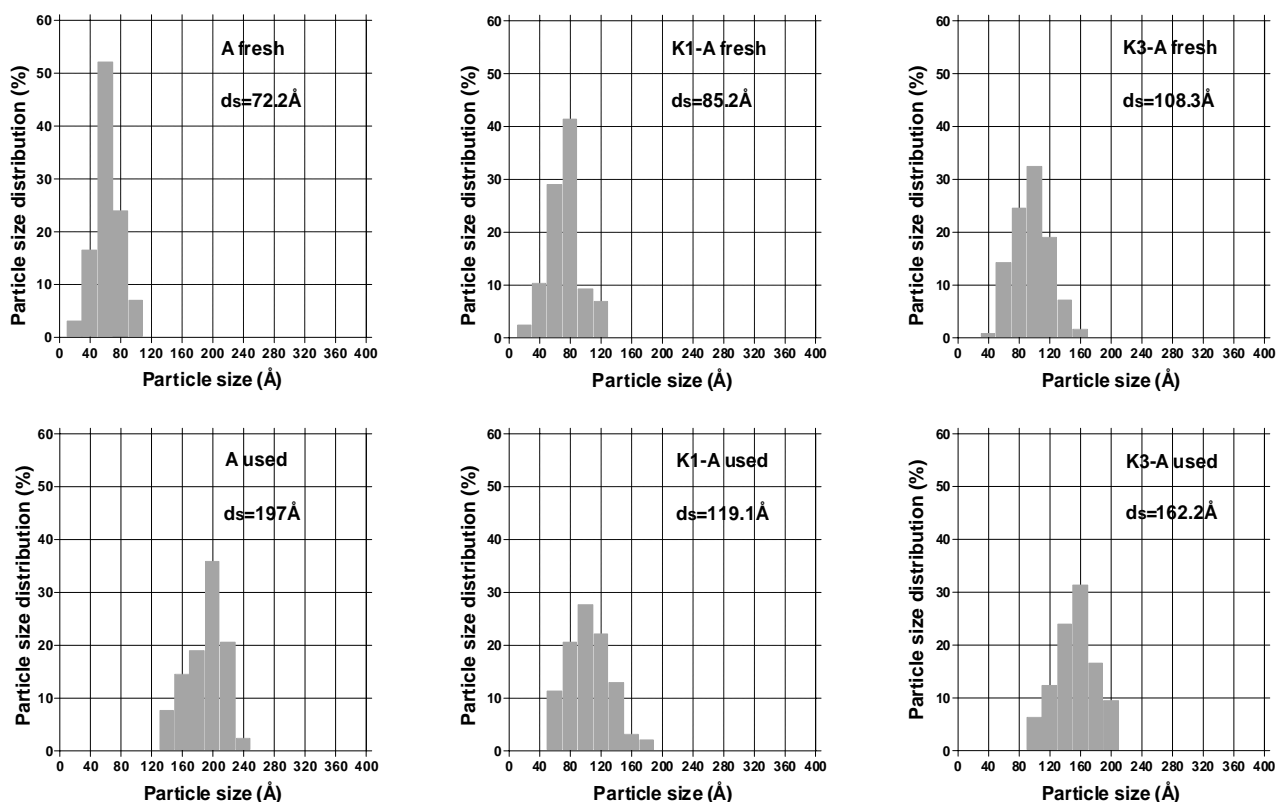 60
50
40
30
20
10
0
Particle size distribution (%)
A fresh
ds=72.2Å
0 40 80 120 160 200 240 280 320 360 400
Particle size (Å)
60
50
40
30
20
10
0
Particle size distribution (%)
K1-A fresh
ds=85.2Å
0 40 80 120 160 200 240 280 320 360 400
Particle size (Å)
60
50
40
30
20
10
0
Particle size distribution (%)
K3-A fresh
ds=108.3Å
0 40 80 120 160 200 240 280 320 360 400
Particle size (Å)
60
50
40
30
20
10
0
Particle size distribution (%)
A used
ds=197Å
0 40 80 120 160 200 240 280 320 360 400
Particle size (Å)
60
50
40
30
20
10
0
Particle size distribution (%)
K1-A used
ds=119.1Å
0 40 80 120 160 200 240 280 320 360 400
Particle size (Å)
60
50
40
30
20
10
0
Particle size distribution (%)
K3-A used
ds=162.2Å
0 40 80 120 160 200 240 280 320 360 400
Particle size (Å)